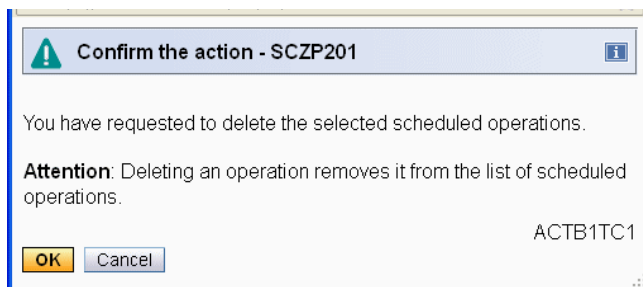 Confirm the action - SCZP201
You have requested to delete the selected scheduled operations.
Attention: Deleting an operation removes it from the list of scheduled
operations.
ACTB1TC1
OK Cancel